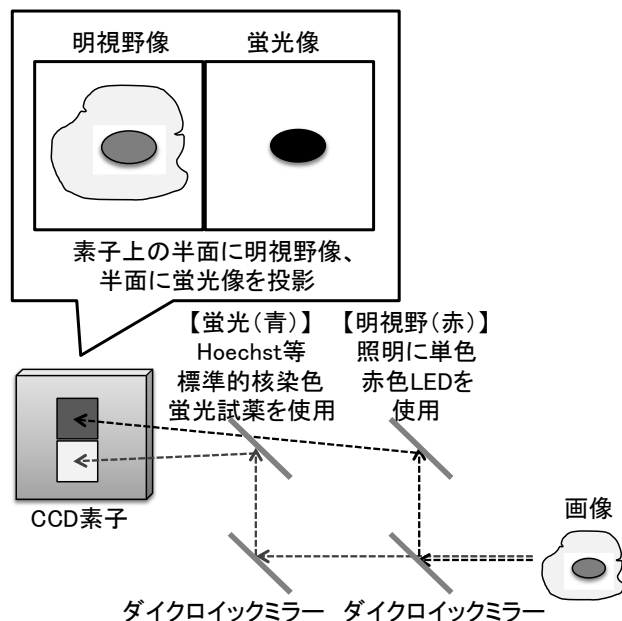 明視野像
蛍光像
素子上の半面に明視野像、
半面に蛍光像を投影
【蛍光（青）】
Hoechst等
標準的核染色
蛍光試薬を使用
【明視野（赤）】
照明に単色
赤色LEDを
使用
CCD素子
画像
ダイクロイックミラー
ダイクロイックミラー